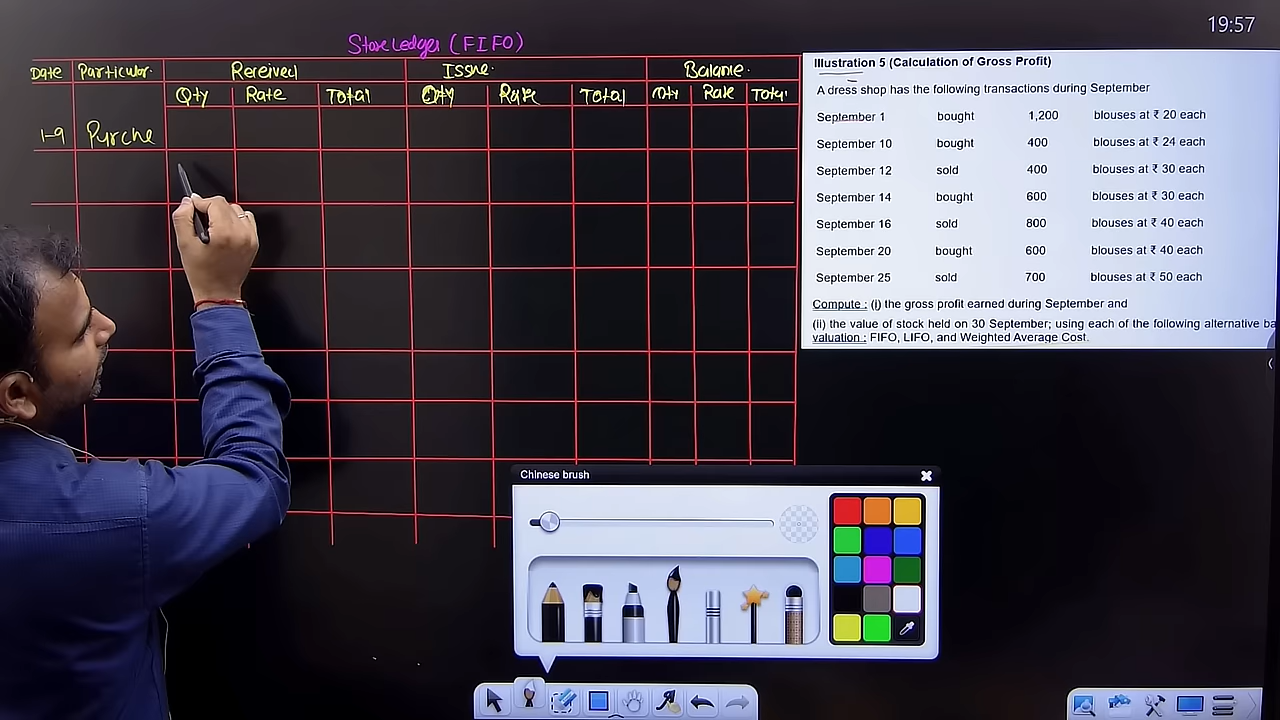 19:57
Store Ledger (FIFO)
Date Particular Received Issue Balance
Qty Rate Total Qty Rate Total Qty Rate Total
1-9 Purche
Illustration 5 (Calculation of Gross Profit)
A dress shop has the following transactions during September
September 1 bought 1,200 blouses at ₹ 20 each
September 10 bought 400 blouses at ₹ 24 each
September 12 sold 400 blouses at ₹ 30 each
September 14 bought 600 blouses at ₹ 30 each
September 16 sold 800 blouses at ₹ 40 each
September 20 bought 600 blouses at ₹ 40 each
September 25 sold 700 blouses at ₹ 50 each
Compute : (i) the gross profit earned during September and
(ii) the value of stock held on 30 September; using each of the following alternative ba
valuation : FIFO, LIFO, and Weighted Average Cost.
Chinese brush